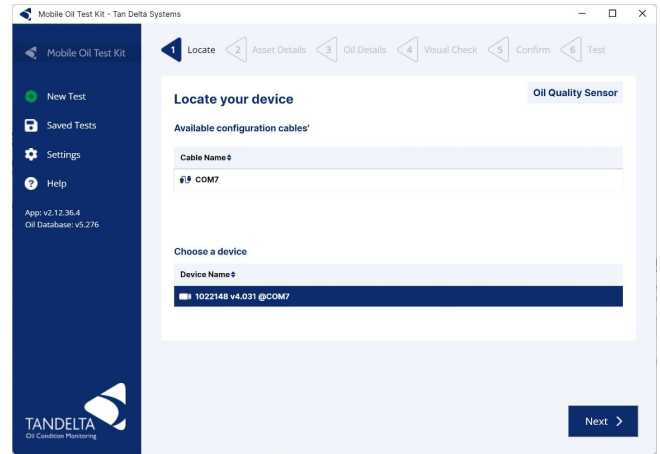 Mobile Oil Test Kit - Tan Delta Systems
Mobile Oil Test Kit
1 Locate 2 Asset Details 3 Oil Details 4 Visual Check 5 Confirm 6 Test
New Test
Saved Tests
Settings
? Help
App: v2.12.36.4
Oil Database: v5.276
Locate your device
Oil Quality Sensor
Available configuration cables'
Cable Name
COM7
Choose a device
Device Name
1022148 v4.031 @COM7
Next
TANDELTA
Oil Condition Monitoring